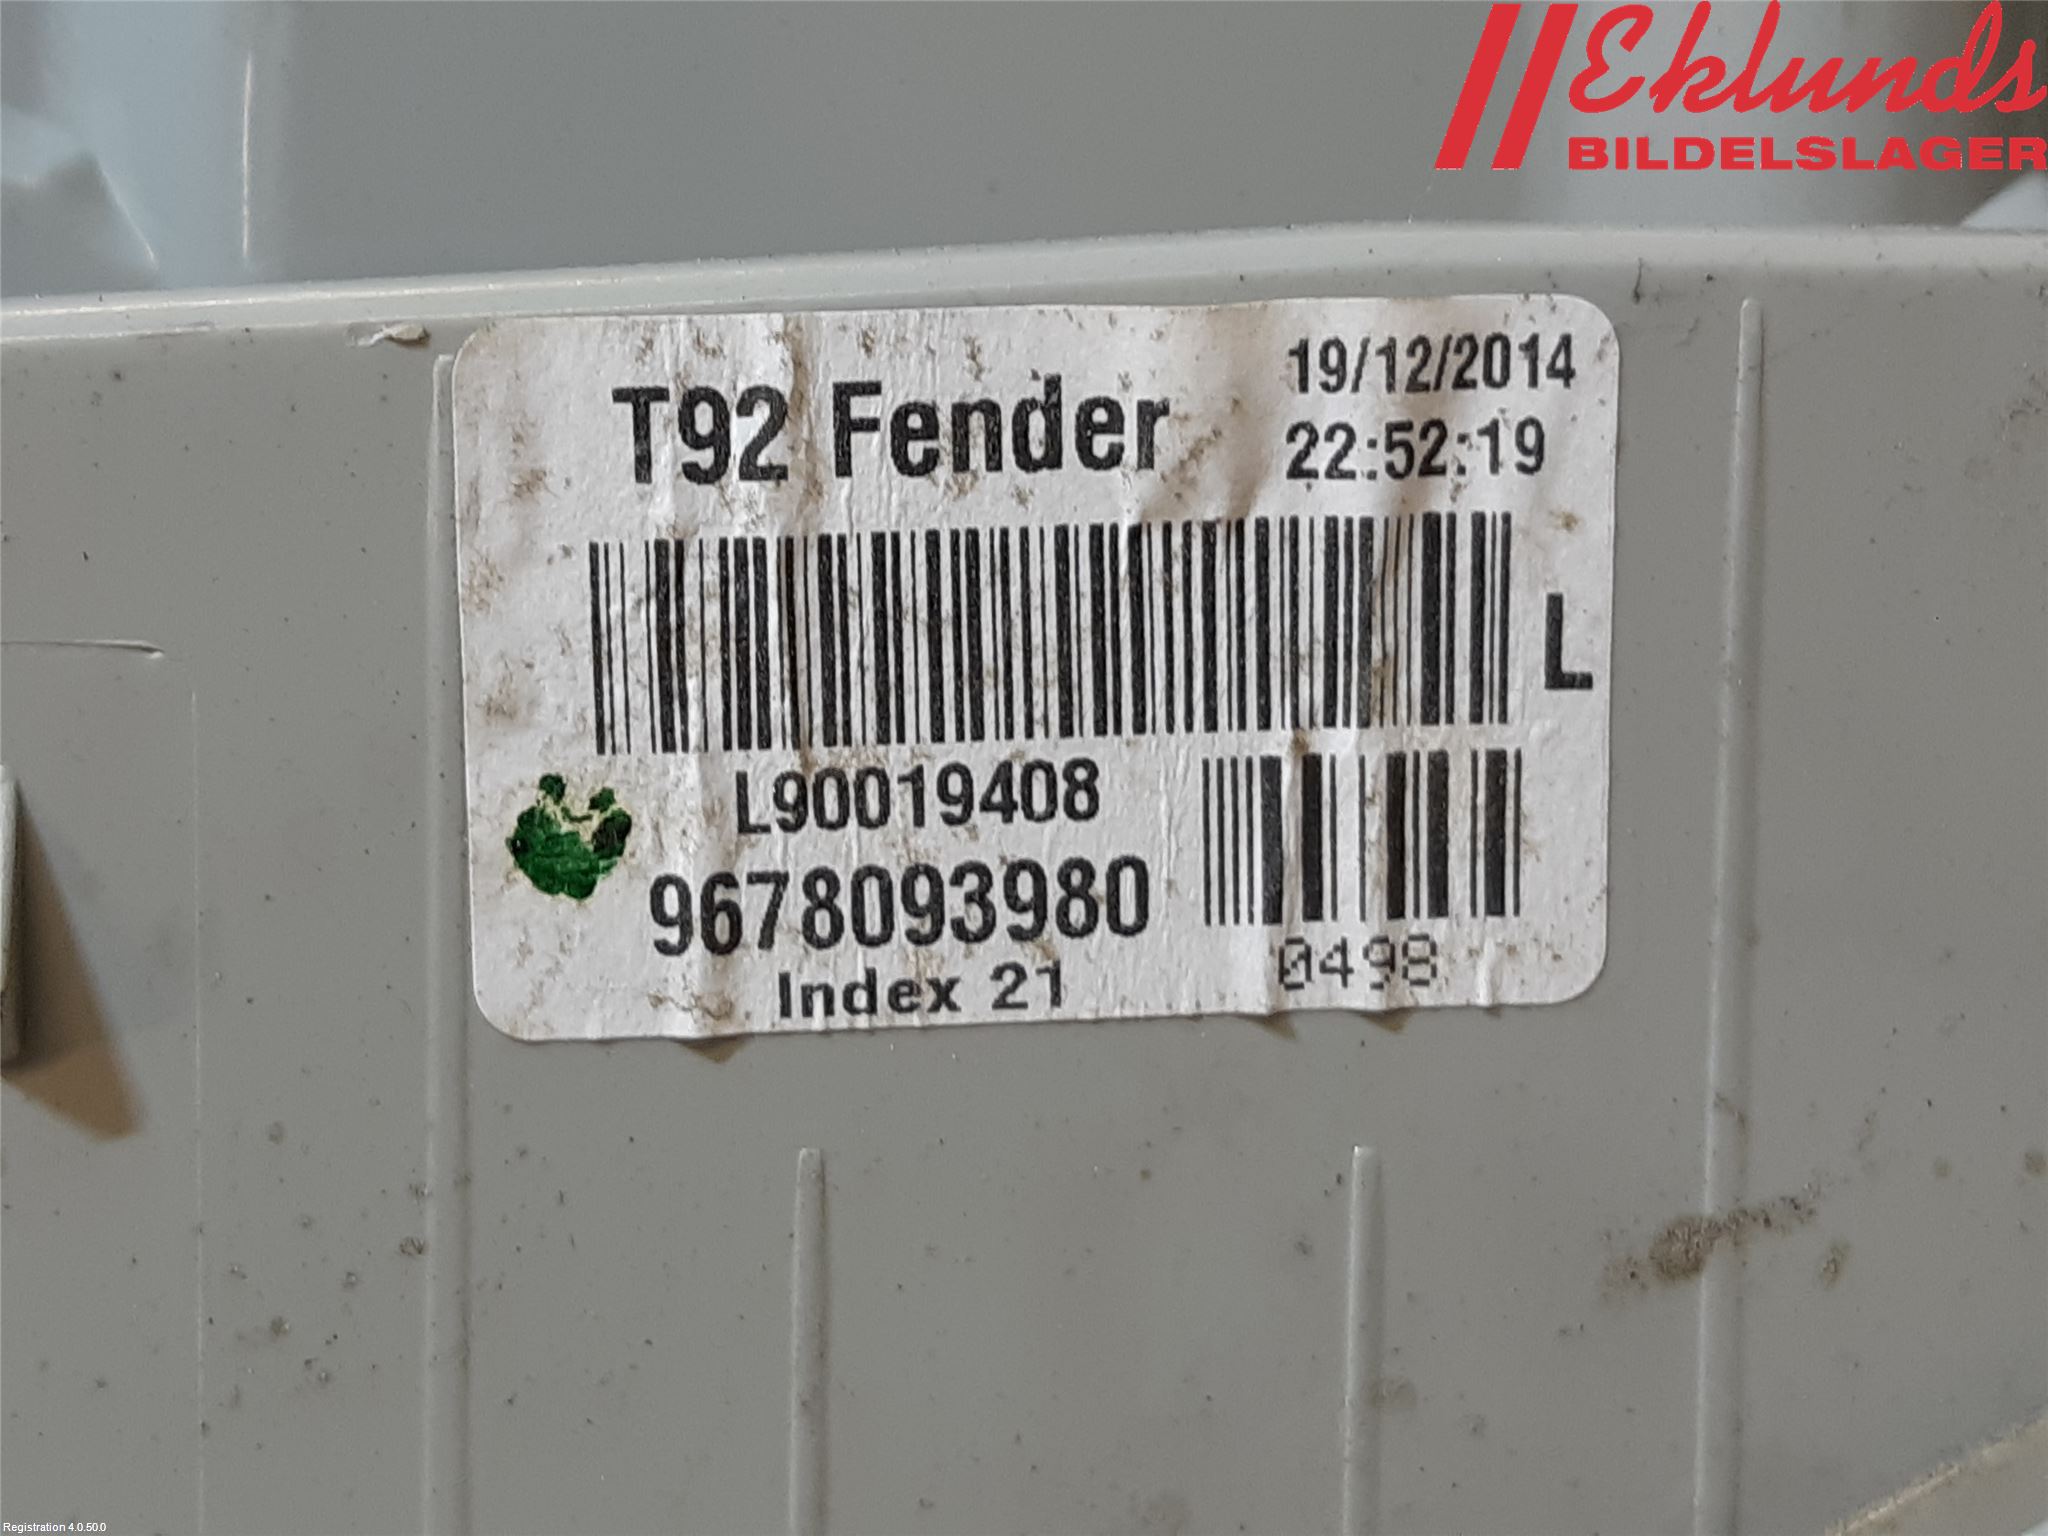 Eklunds
BILDELSLAGER
T92 Fender
19/12/2014
22:52:19
L
L90019408
9678093980
Index 21
0498
Registration 4.0.50.0